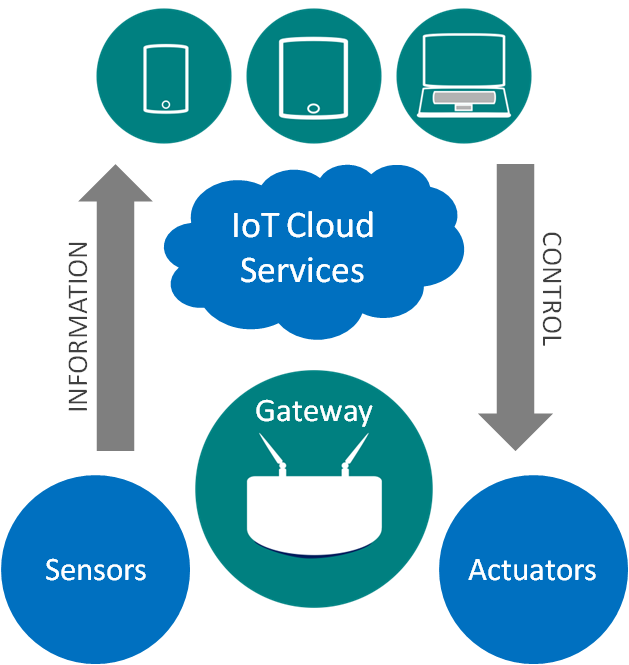 IoT Cloud
Services
INFORMATION
CONTROL
Gateway
Sensors
Actuators